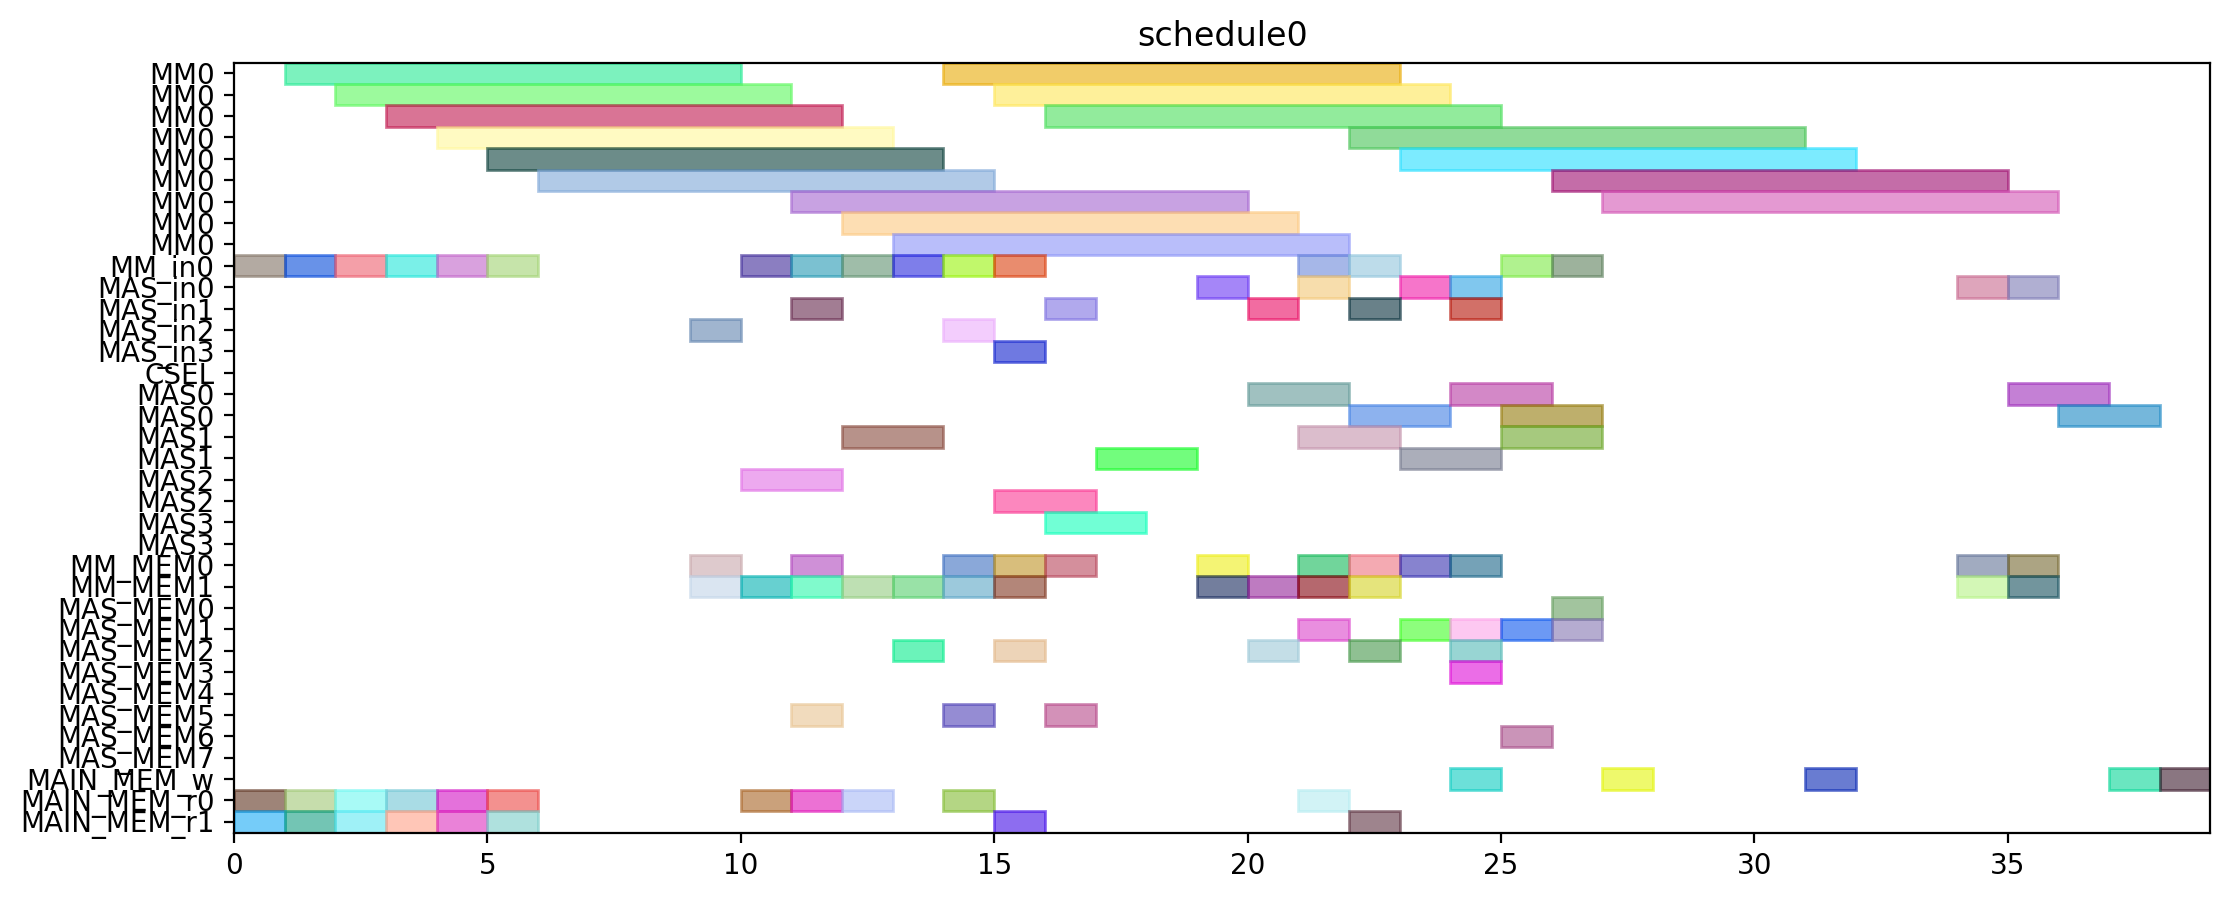 schedule0
MM0
MM0
MM0
MM0
MM0
MM0
MM0
MM0
MM0
MM_in0
MAS_in0
MAS_in1
MAS_in2
MAS_in3
CSEL
MAS0
MAS0
MAS1
MAS1
MAS2
MAS2
MAS3
MAS3
MM_MEM0
MM_MEM1
MAS_MEM0
MAS_MEM1
MAS_MEM2
MAS_MEM3
MAS_MEM4
MAS_MEM5
MAS_MEM6
MAS_MEM7
MAIN_MEM_w
MAIN_MEM_r0
MAIN_MEM_r1
0 5 10 15 20 25 30 35